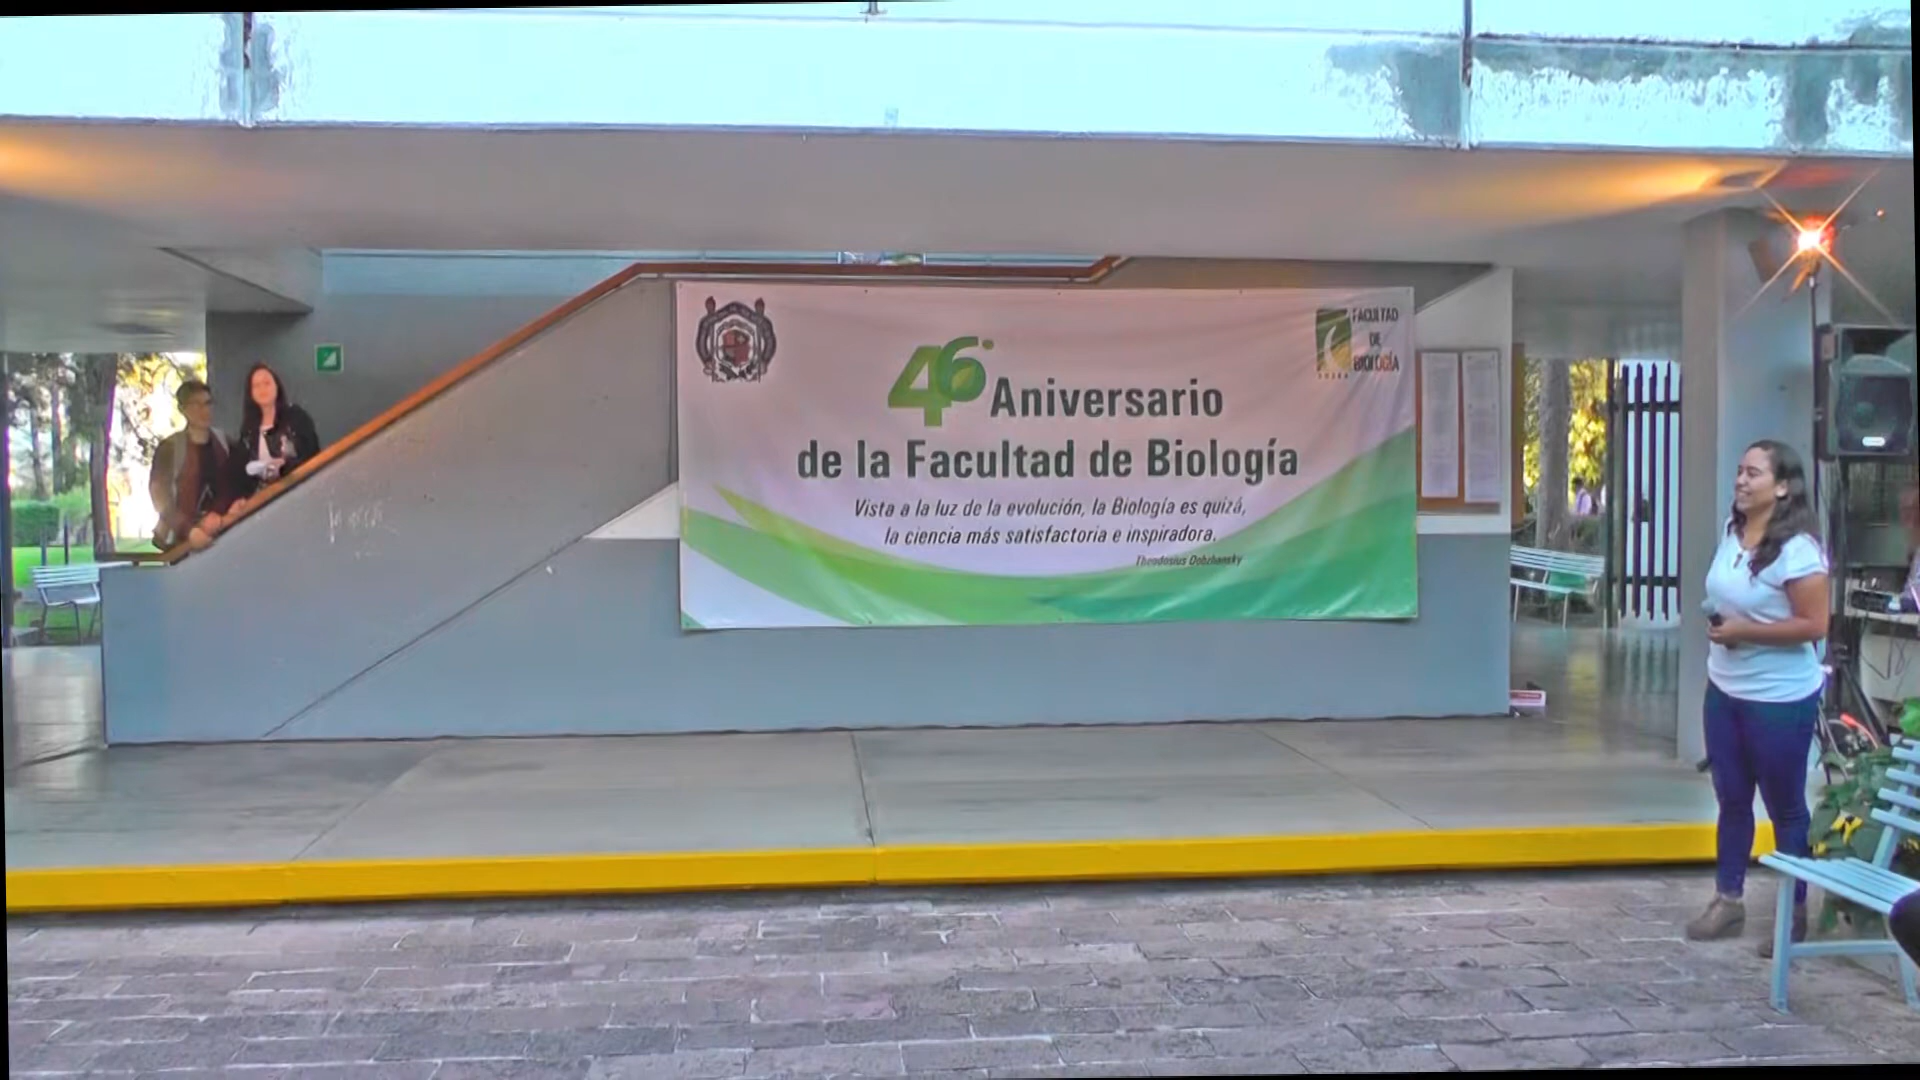 46° Aniversario
de la Facultad de Biología
Vista a la luz de la evolución, la Biología es quizá,
la ciencia más satisfactoria e inspiradora.
Theodosius Dobzhansky
FACULTAD
DE
BIOLOGÍA